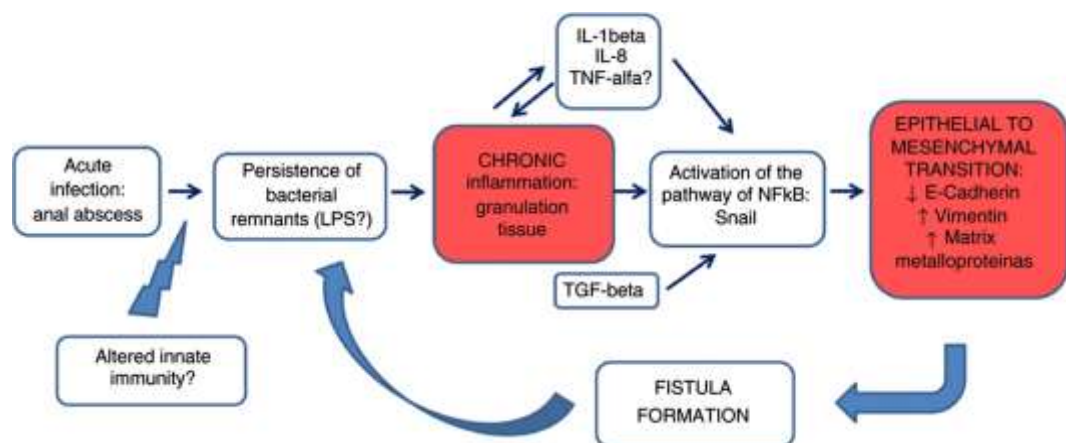 IL-1beta
IL-8
TNF-alfa?
Acute
infection:
anal abscess
Persistence of
bacterial
remnants (LPS?)
CHRONIC
inflammation:
granulation
tissue
Activation of the
pathway of NFkB:
Snail
EPITHELIAL TO
MESENCHYMAL
TRANSITION:
↓ E-Cadherin
↑ Vimentin
↑ Matrix
metalloproteinas
TGF-beta
Altered innate
immunity?
FISTULA
FORMATION